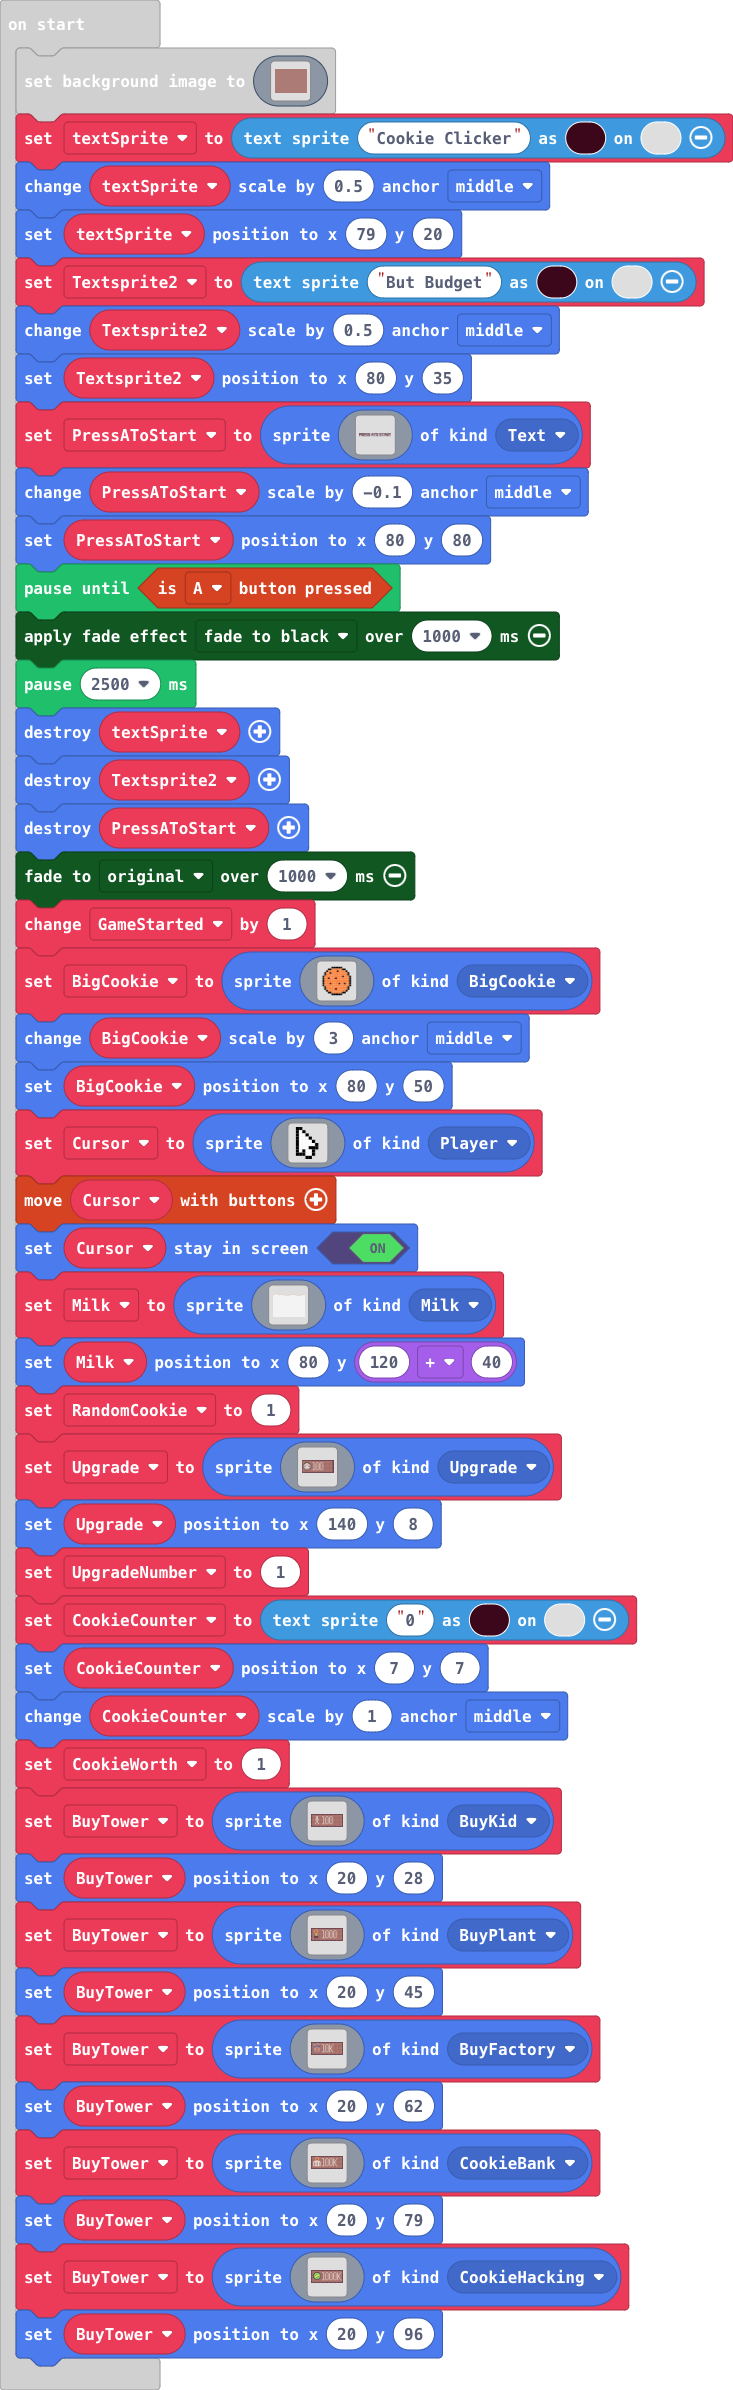 on start
set background image to
set textSprite to text sprite "Cookie Clicker" as on
change textSprite scale by 0.5 anchor middle
set textSprite position to x 79 y 20
set Textsprite2 to text sprite "But Budget" as on
change Textsprite2 scale by 0.5 anchor middle
set Textsprite2 position to x 80 y 35
set PressAToStart to sprite PRESS A TO START of kind Text
change PressAToStart scale by -0.1 anchor middle
set PressAToStart position to x 80 y 80
pause until is A button pressed
apply fade effect fade to black over 1000 ms
pause 2500 ms
destroy textSprite
destroy Textsprite2
destroy PressAToStart
fade to original over 1000 ms
change GameStarted by 1
set BigCookie to sprite of kind BigCookie
change BigCookie scale by 3 anchor middle
set BigCookie position to x 80 y 50
set Cursor to sprite of kind Player
move Cursor with buttons
set Cursor stay in screen ON
set Milk to sprite of kind Milk
set Milk position to x 80 y 120 + 40
set RandomCookie to 1
set Upgrade to sprite 100 of kind Upgrade
set Upgrade position to x 140 y 8
set UpgradeNumber to 1
set CookieCounter to text sprite "0" as on
set CookieCounter position to x 7 y 7
change CookieCounter scale by 1 anchor middle
set CookieWorth to 1
set BuyTower to sprite 100 of kind BuyKid
set BuyTower position to x 20 y 28
set BuyTower to sprite 1000 of kind BuyPlant
set BuyTower position to x 20 y 45
set BuyTower to sprite 10K of kind BuyFactory
set BuyTower position to x 20 y 62
set BuyTower to sprite 100K of kind CookieBank
set BuyTower position to x 20 y 79
set BuyTower to sprite 1000K of kind CookieHacking
set BuyTower position to x 20 y 96